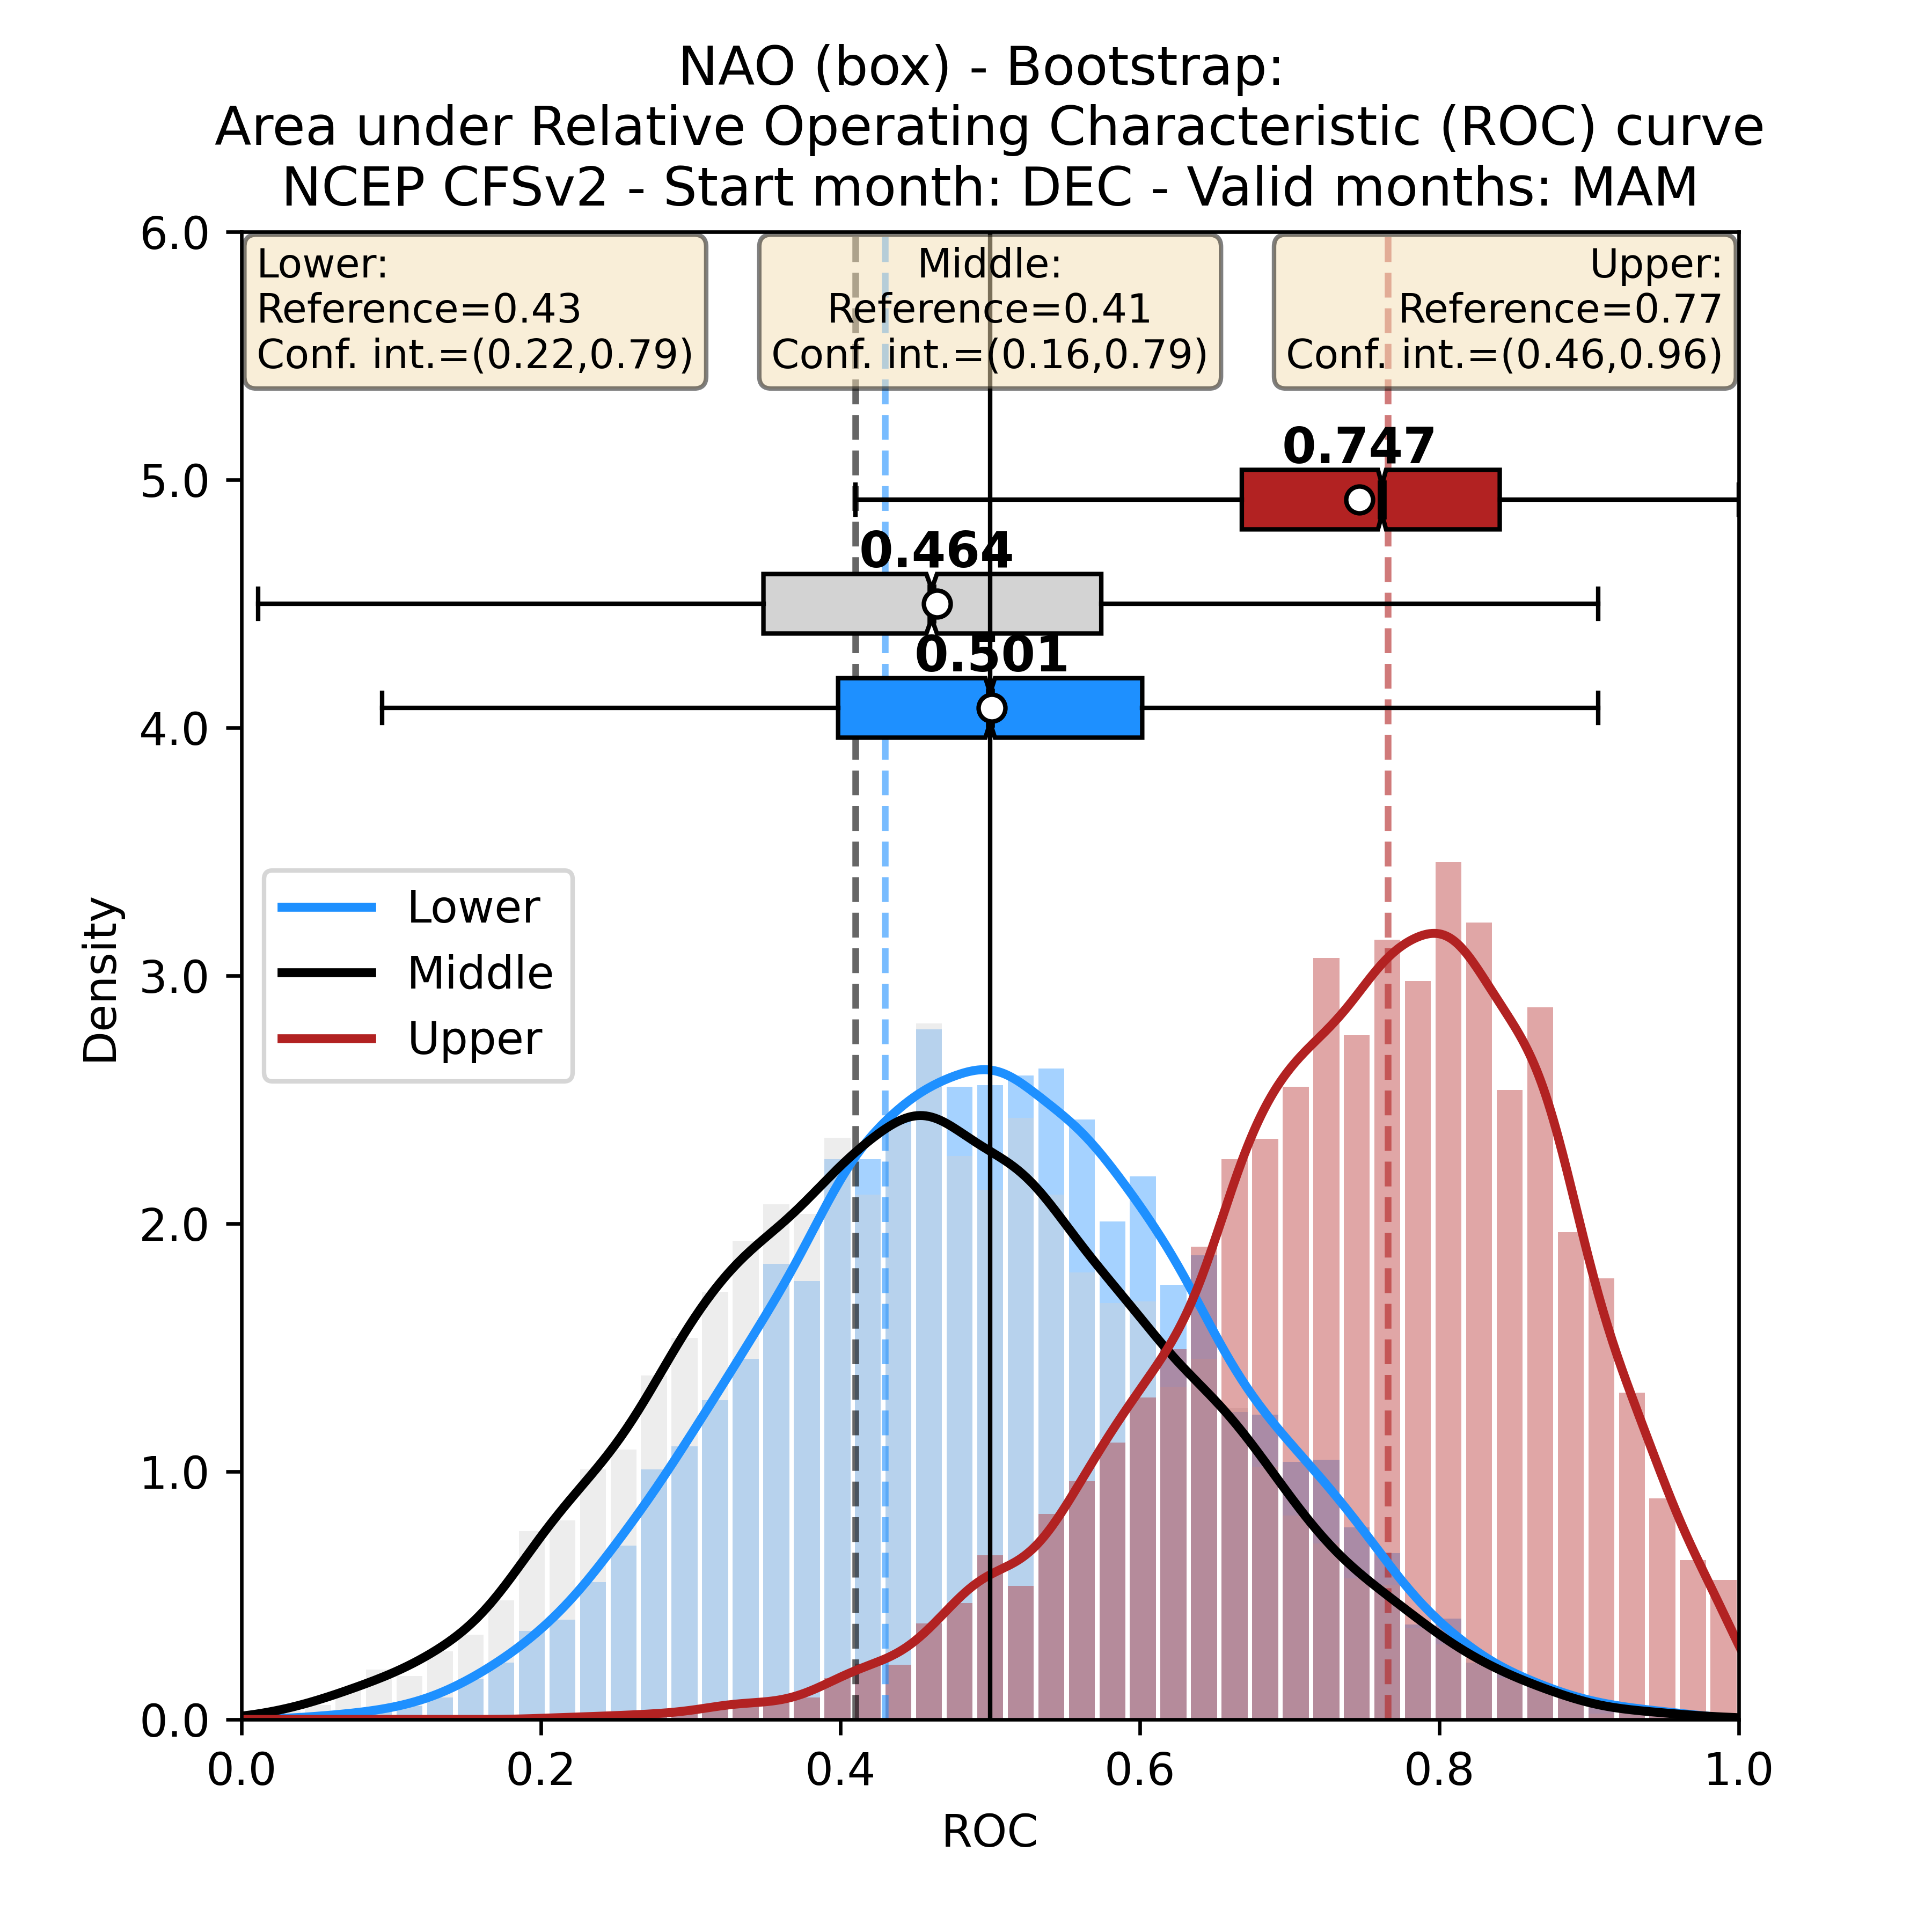 NAO (box) - Bootstrap:
Area under Relative Operating Characteristic (ROC) curve
NCEP CFSv2 - Start month: DEC - Valid months: MAM
Lower:
Reference=0.43
Conf. int.=(0.22,0.79)
Middle:
Reference=0.41
Conf. int.=(0.16,0.79)
Upper:
Reference=0.77
Conf. int.=(0.46,0.96)
0.747
0.464
0.501
Lower
Middle
Upper
Density
6.0
5.0
4.0
3.0
2.0
1.0
0.0
0.0 0.2 0.4 0.6 0.8 1.0
ROC